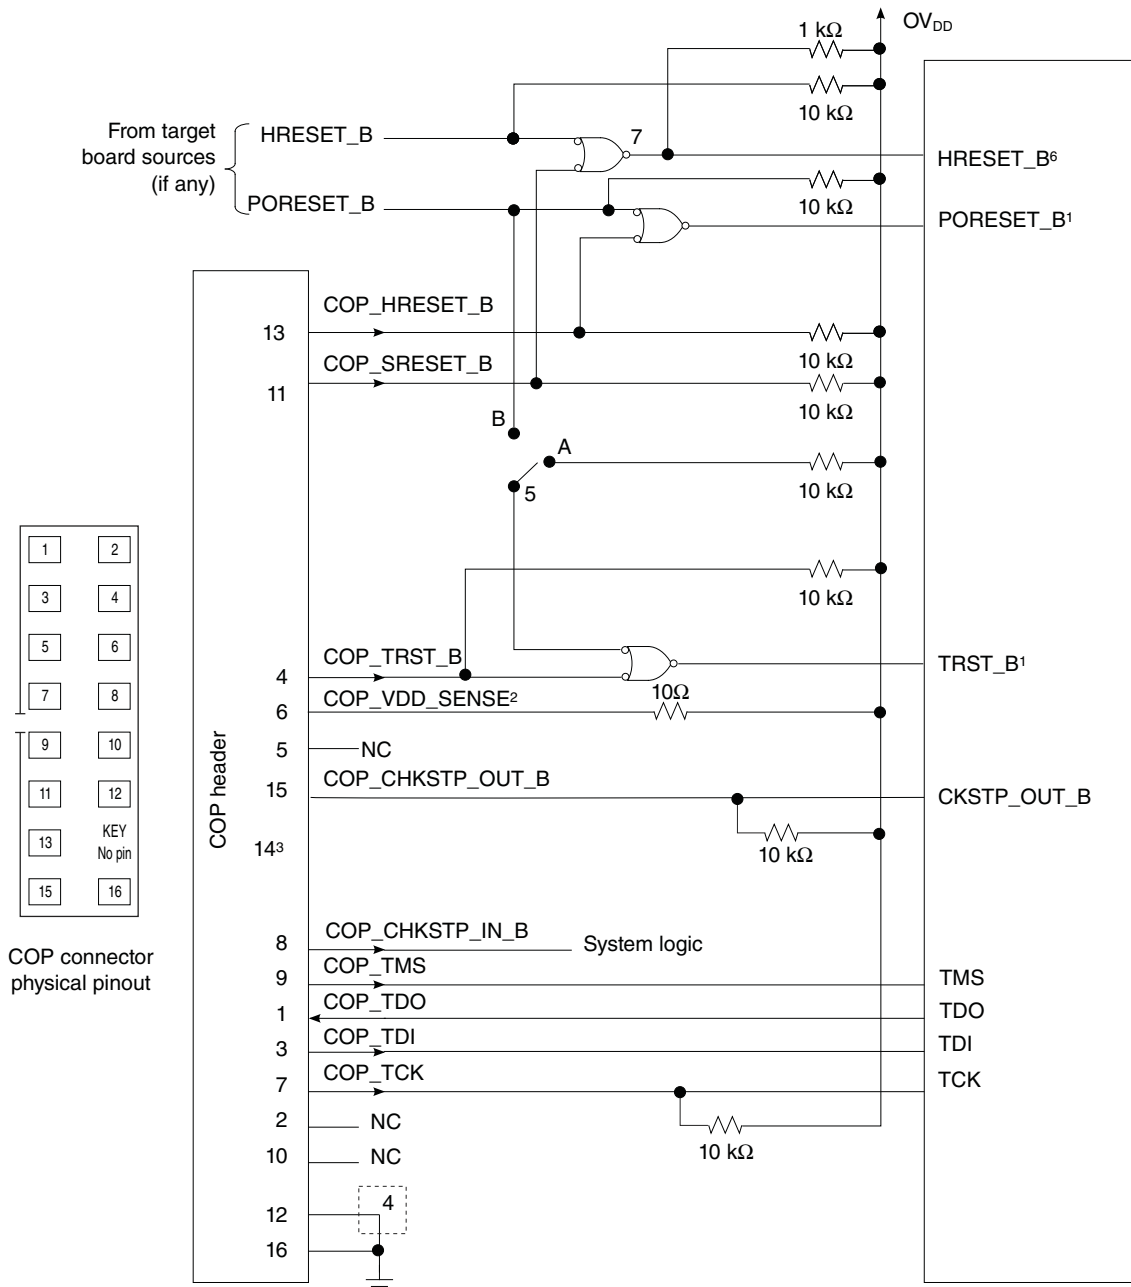 OVDD
1 kΩ
10 kΩ
From target
board sources
(if any)
HRESET_B
7
HRESET_B6
PORESET_B
10 kΩ
PORESET_B1
COP_HRESET_B
13
10 kΩ
COP_SRESET_B
11
10 kΩ
B
A
5
10 kΩ
10 kΩ
COP_TRST_B
4
TRST_B1
COP_VDD_SENSE2
6
10Ω
5
NC
COP_CHKSTP_OUT_B
15
CKSTP_OUT_B
10 kΩ
143
COP header
COP_CHKSTP_IN_B
8
System logic
COP_TMS
9
TMS
COP_TDO
1
TDO
COP_TDI
3
TDI
COP_TCK
7
TCK
2
NC
10 kΩ
10
NC
4
12
16
1 2
3 4
5 6
7 8
9 10
11 12
13 KEY
No pin
15 16
COP connector
physical pinout